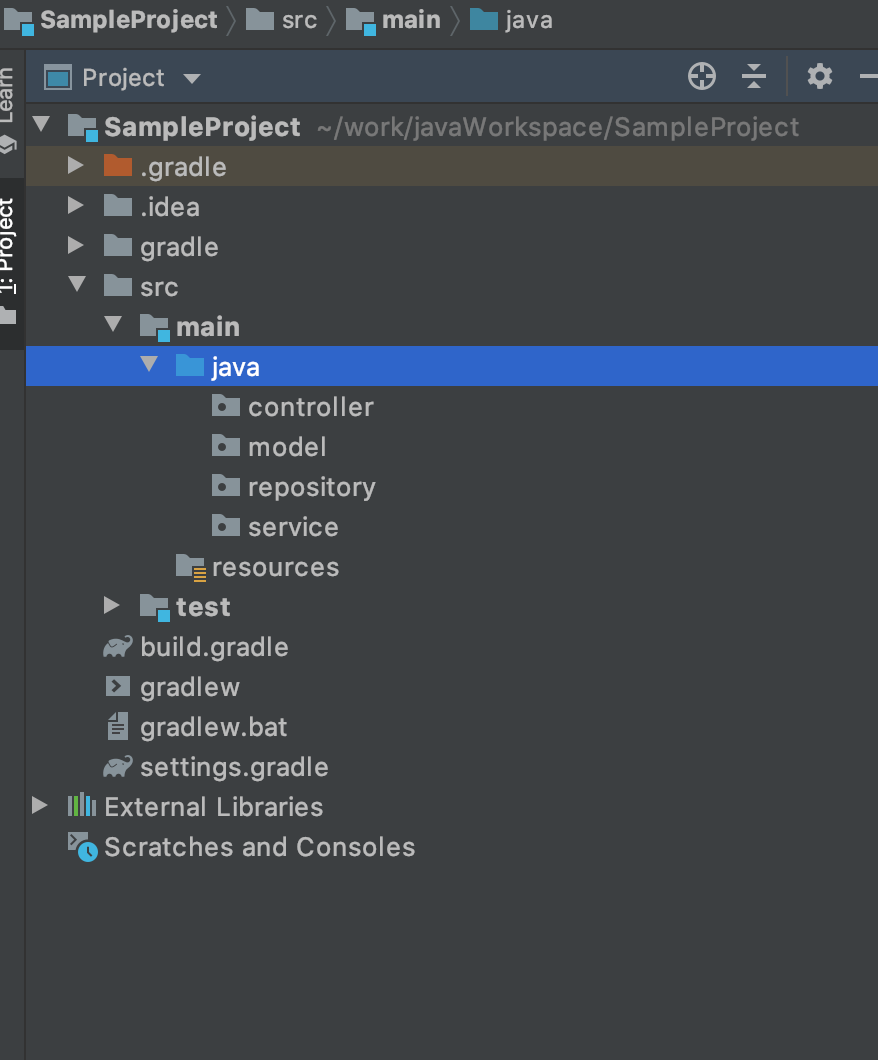 SampleProject src main java
Learn
1: Project
Project
SampleProject ~/work/javaWorkspace/SampleProject
.gradle
.idea
gradle
src
main
java
controller
model
repository
service
resources
test
build.gradle
gradlew
gradlew.bat
settings.gradle
External Libraries
Scratches and Consoles